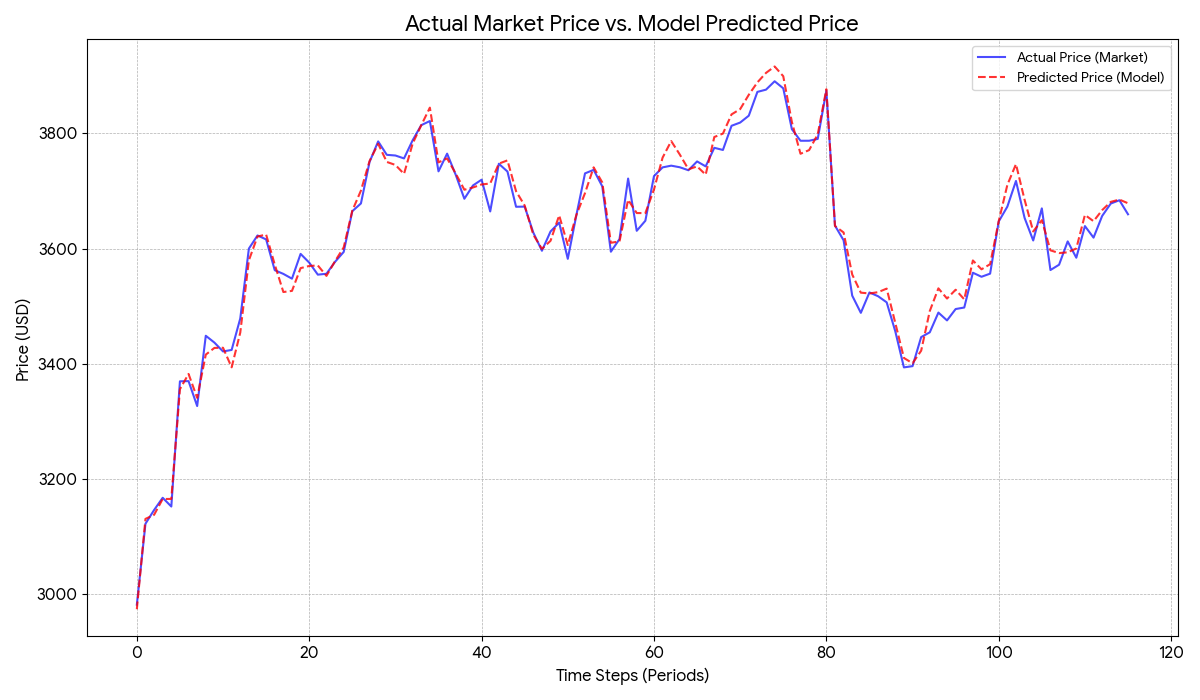 Actual Market Price vs. Model Predicted Price
Actual Price (Market)
Predicted Price (Model)
Price (USD)
3800
3600
3400
3200
3000
0 20 40 60 80 100 120
Time Steps (Periods)